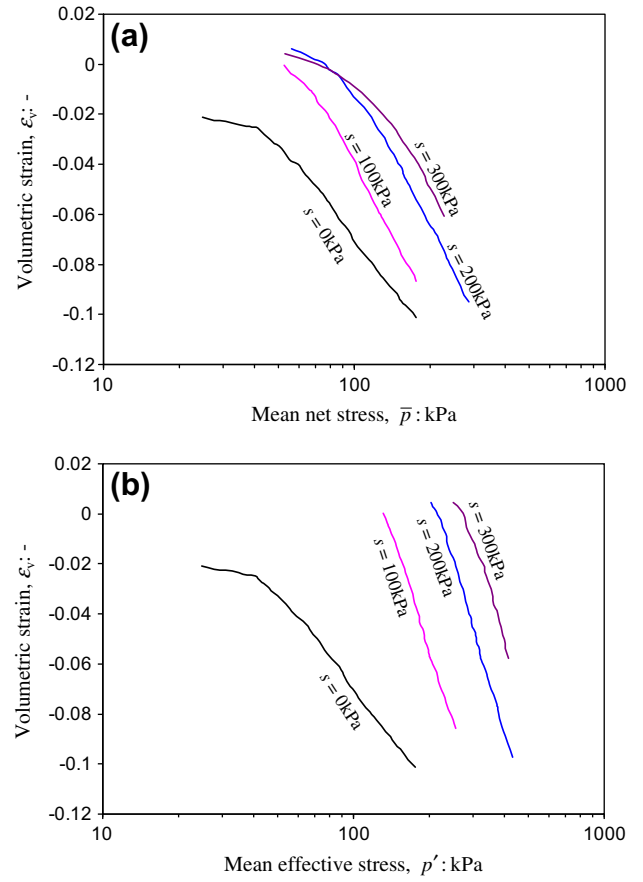 (a)
0.02
0
-0.02
-0.04
-0.06
-0.08
-0.1
-0.12
Volumetric strain, εv: -
s = 0kPa
s = 100kPa
s = 200kPa
s = 300kPa
10
100
1000
Mean net stress, p̅ : kPa
(b)
0.02
0
-0.02
-0.04
-0.06
-0.08
-0.1
-0.12
Volumetric strain, εv: -
s = 0kPa
s = 100kPa
s = 200kPa
s = 300kPa
10
100
1000
Mean effective stress, p′ : kPa